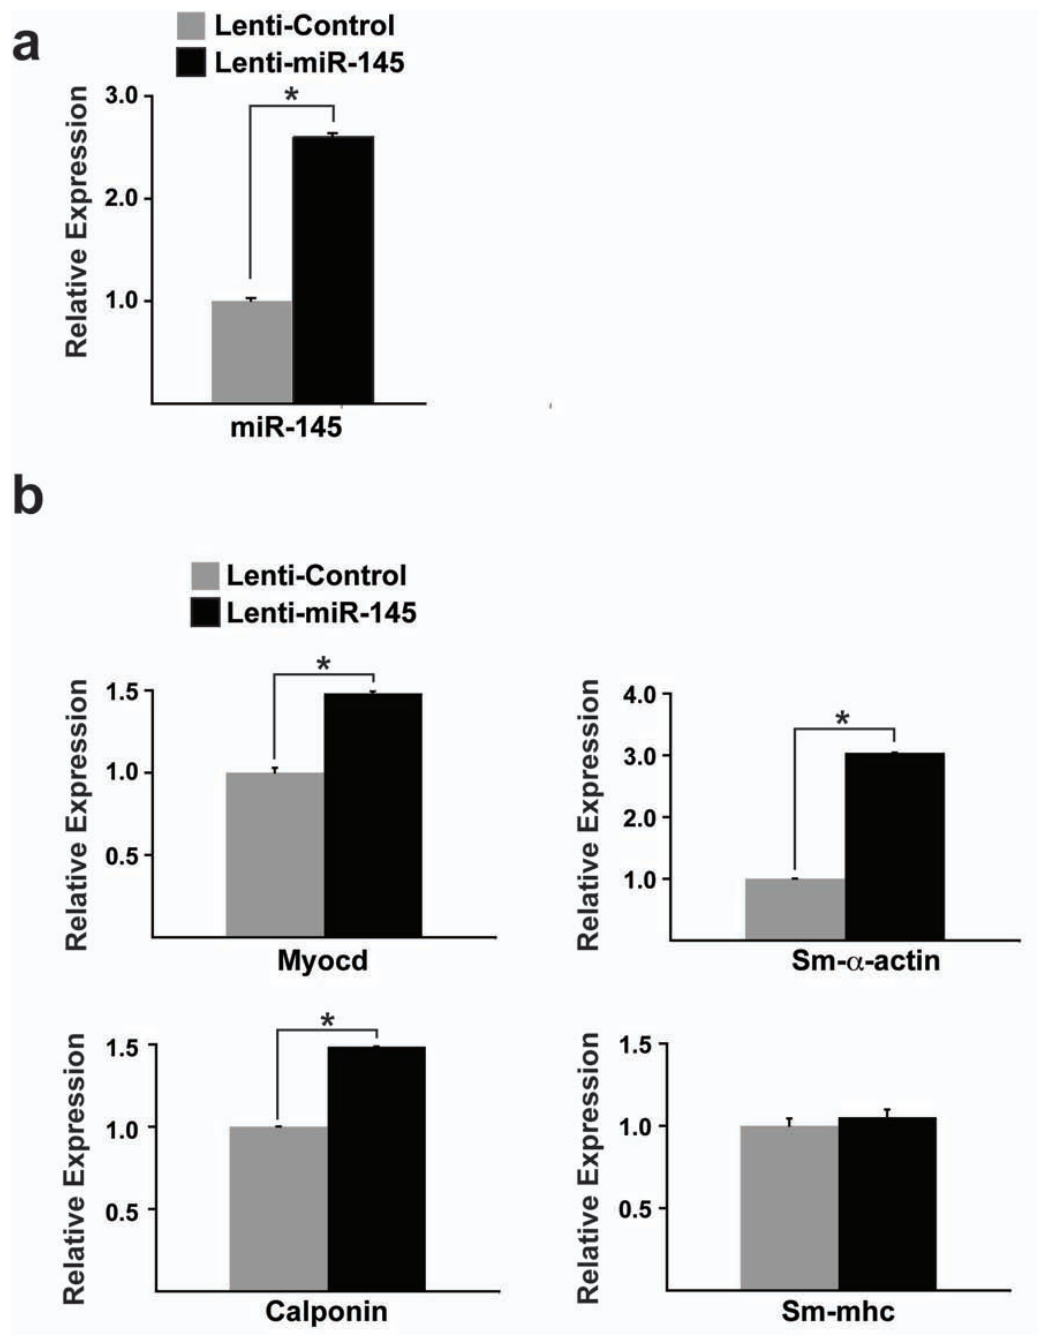 a
Lenti-Control
Lenti-miR-145
Relative Expression
3.0
2.0
1.0
*
miR-145
b
Lenti-Control
Lenti-miR-145
Relative Expression
1.5
1.0
0.5
*
Myocd
Relative Expression
4.0
3.0
2.0
1.0
*
Sm-α-actin
Relative Expression
1.5
1.0
0.5
*
Calponin
Relative Expression
1.5
1.0
0.5
Sm-mhc